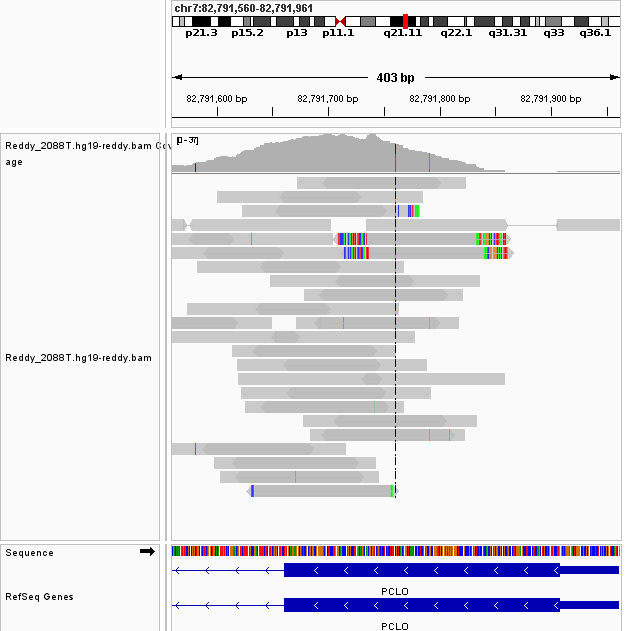 chr7:82,791,560-82,791,961
p21.3 p15.2 p13 p11.1 q21.11 q22.1 q31.31 q33 q36.1
403 bp
82,791,600 bp 82,791,700 bp 82,791,800 bp 82,791,900 bp
Reddy_2088T.hg19-reddy.bam Cov
age
[0-37]
Reddy_2088T.hg19-reddy.bam
Sequence
PCLO
RefSeq Genes
PCLO